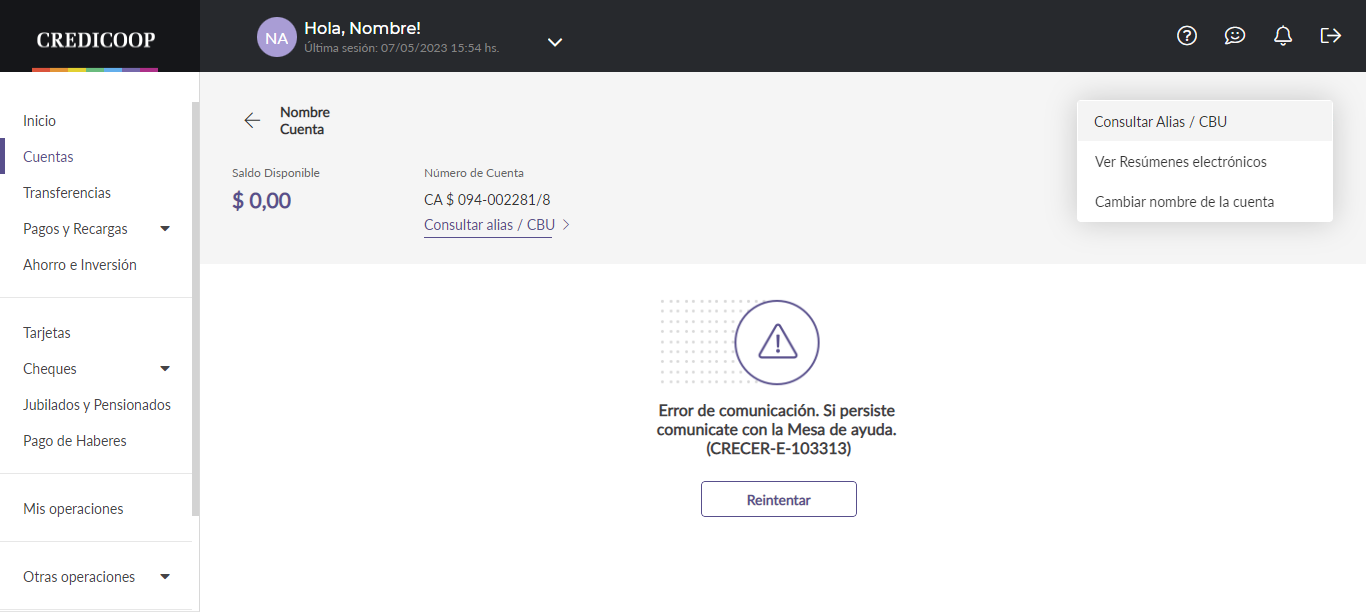 CREDICOOP
NA
Hola, Nombre!
Última sesión: 07/05/2023 15:54 hs.
Inicio
Cuentas
Transferencias
Pagos y Recargas
Ahorro e Inversión
Tarjetas
Cheques
Jubilados y Pensionados
Pago de Haberes
Mis operaciones
Otras operaciones
Nombre
Cuenta
Saldo Disponible
$ 0,00
Número de Cuenta
CA $ 094-002281/8
Consultar alias / CBU
Consultar Alias / CBU
Ver Resúmenes electrónicos
Cambiar nombre de la cuenta
Error de comunicación. Si persiste
comunicate con la Mesa de ayuda.
(CRECER-E-103313)
Reintentar